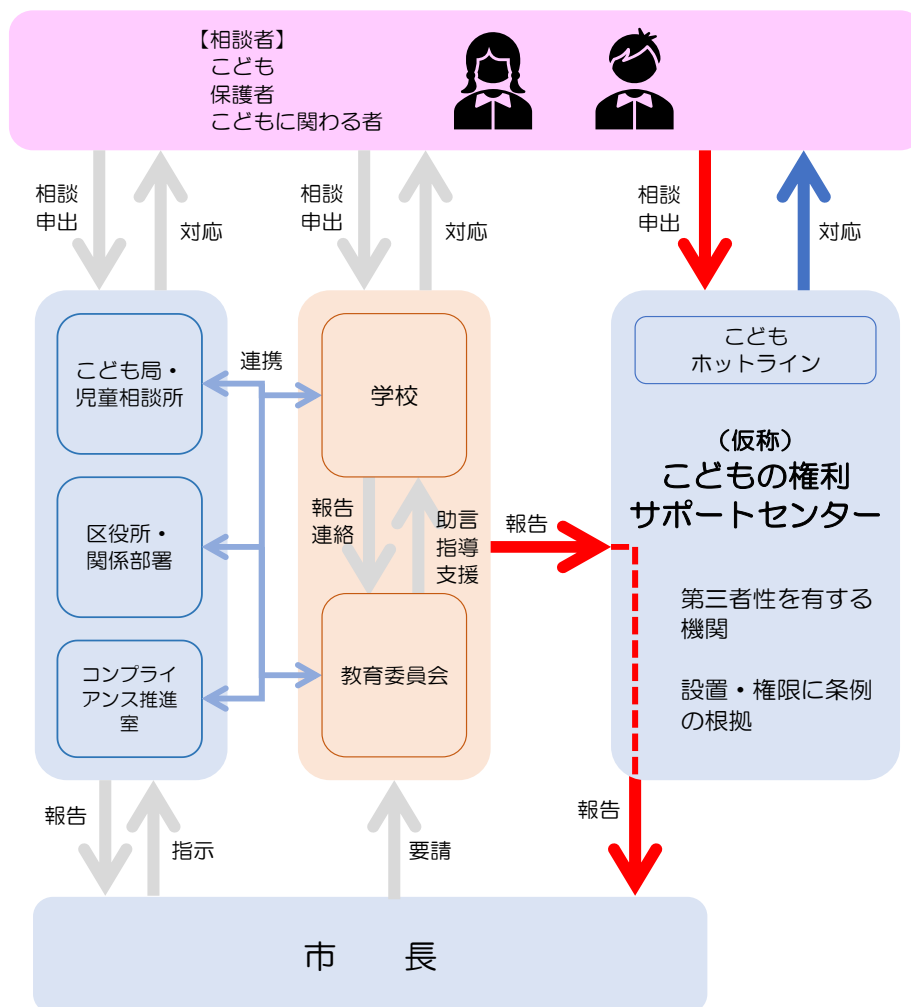 【相談者】
こども
保護者
こどもに関わる者
相談
申出
対応
相談
申出
対応
相談
申出
対応
こども局・
児童相談所
連携
区役所・
関係部署
コンプライ
アンス推進
室
学校
報告
連絡
助言
指導
支援
教育委員会
報告
こども
ホットライン
（仮称）
こどもの権利
サポートセンター
第三者性を有する
機関
設置・権限に条例
の根拠
報告
指示
要請
報告
市　長